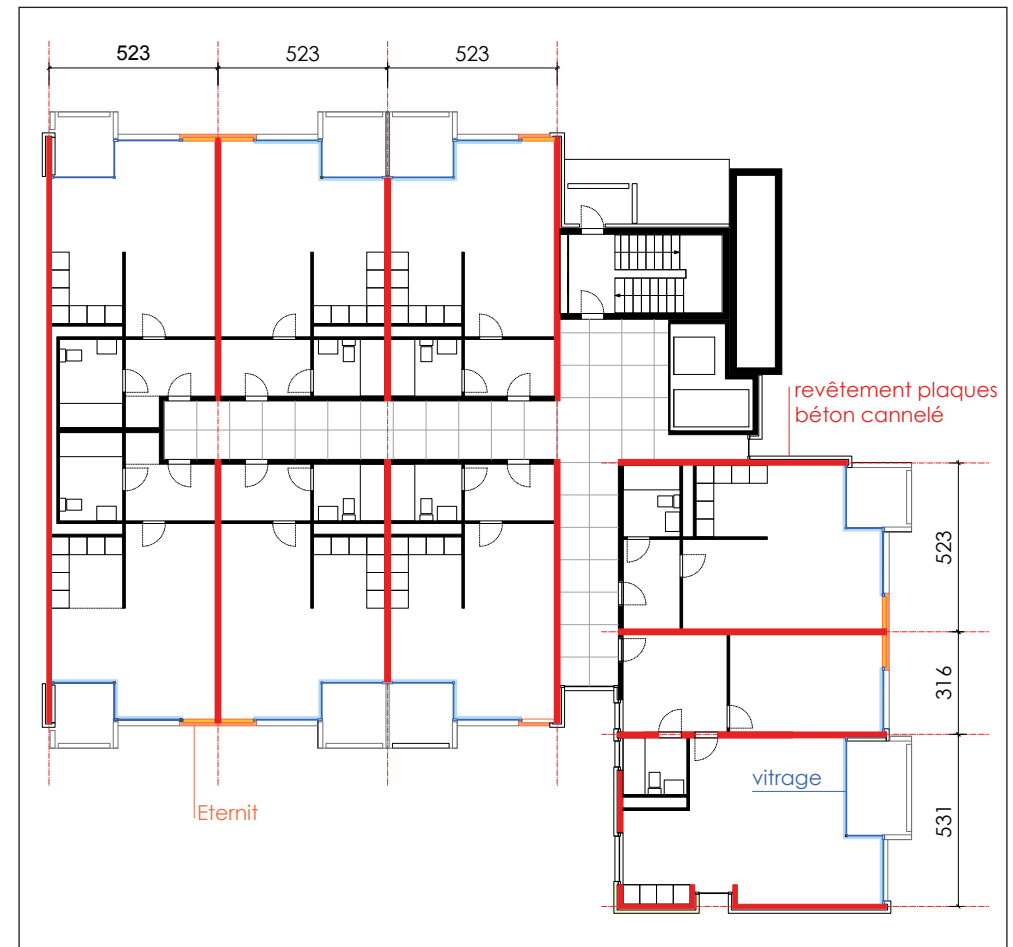 523
523
523
revêtement plaques
béton cannelé
523
316
vitrage
531
Eternit